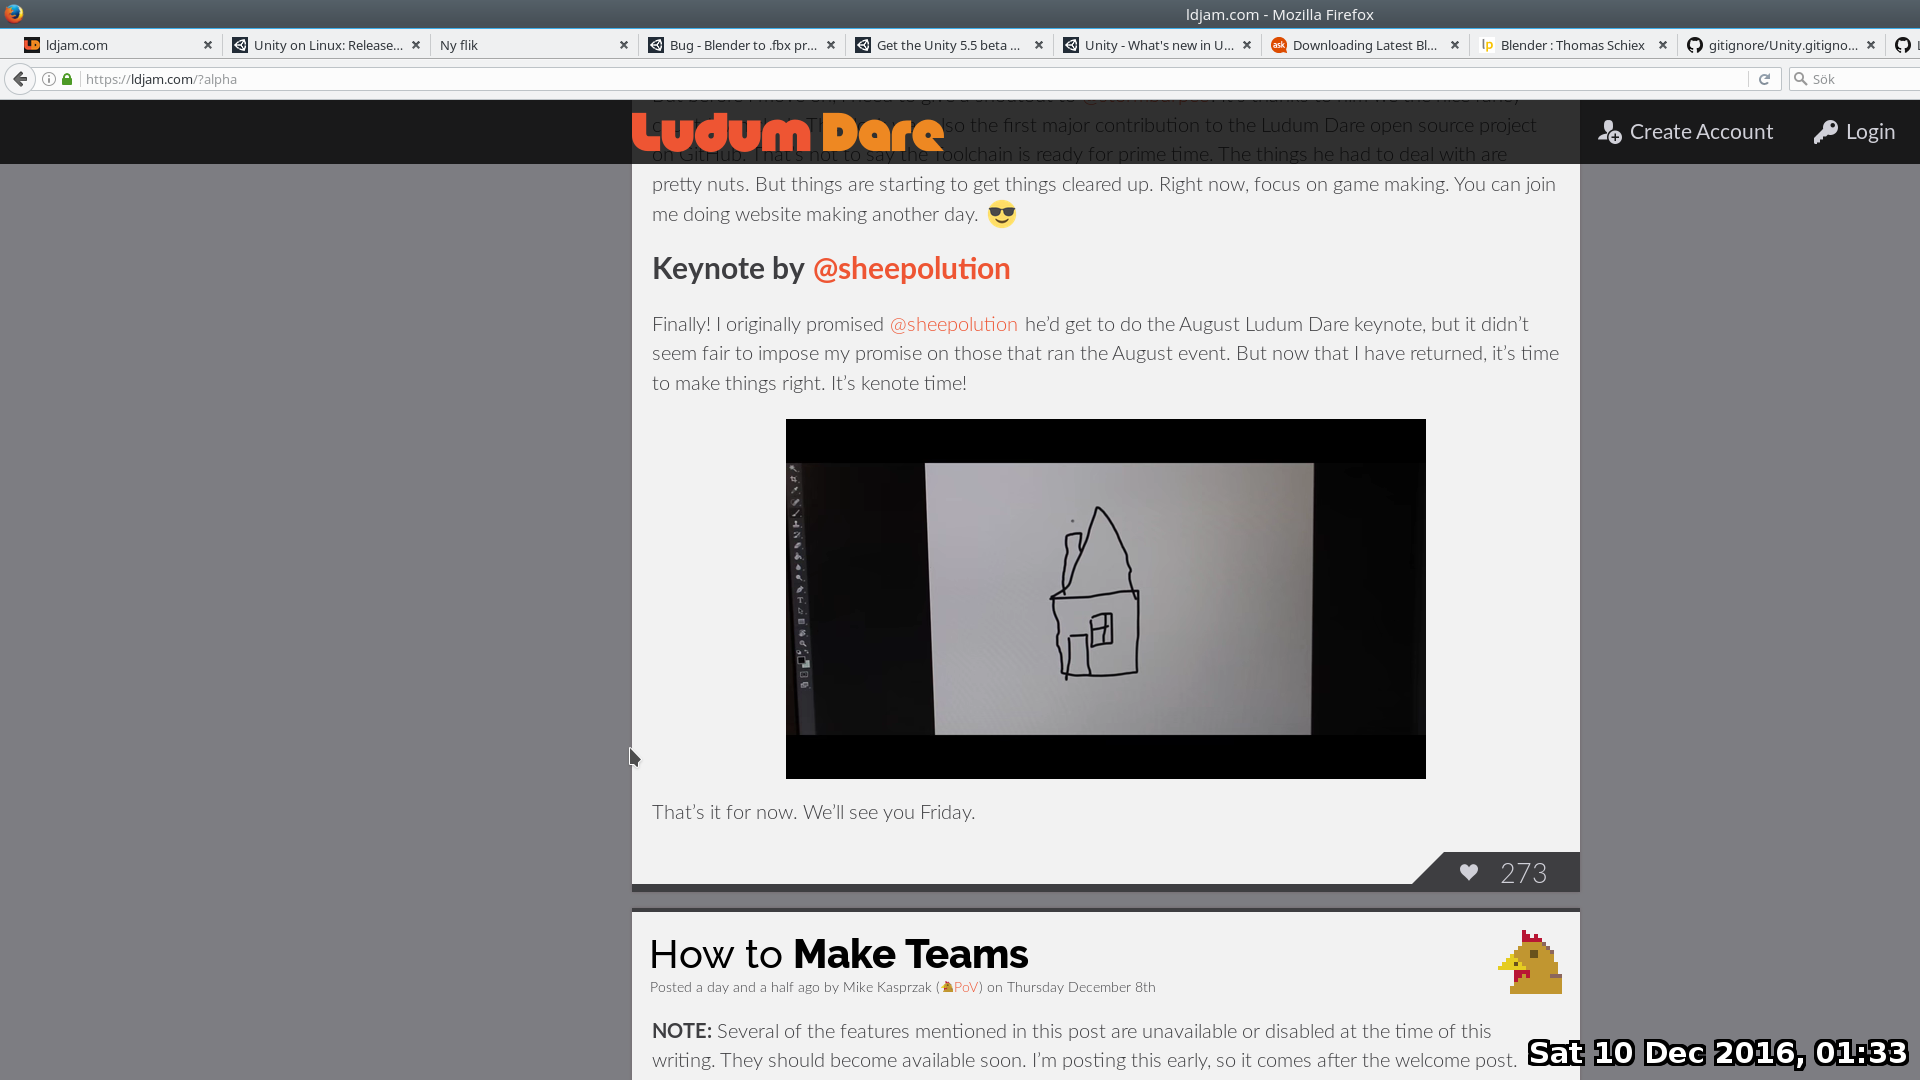 ldjam.com - Mozilla Firefox
ldjam.com
Unity on Linux: Release...
Ny flik
Bug - Blender to .fbx pr...
Get the Unity 5.5 beta ...
Unity - What's new in U...
Downloading Latest Bl...
Blender : Thomas Schiex
gitignore/Unity.gitigno...
https://ldjam.com/?alpha
Sök
Ludum Dare
Create Account
Login
also the first major contribution to the Ludum Dare open source project
on GitHub. That's not to say the Toolchain is ready for prime time. The things he had to deal with are
pretty nuts. But things are starting to get things cleared up. Right now, focus on game making. You can join
me doing website making another day.
Keynote by @sheepolution
Finally! I originally promised @sheepolution he’d get to do the August Ludum Dare keynote, but it didn’t
seem fair to impose my promise on those that ran the August event. But now that I have returned, it’s time
to make things right. It’s kenote time!
That’s it for now. We’ll see you Friday.
273
How to Make Teams
Posted a day and a half ago by Mike Kasprzak (PoV) on Thursday December 8th
NOTE: Several of the features mentioned in this post are unavailable or disabled at the time of this
writing. They should become available soon. I’m posting this early, so it comes after the welcome post.
Sat 10 Dec 2016, 01:33